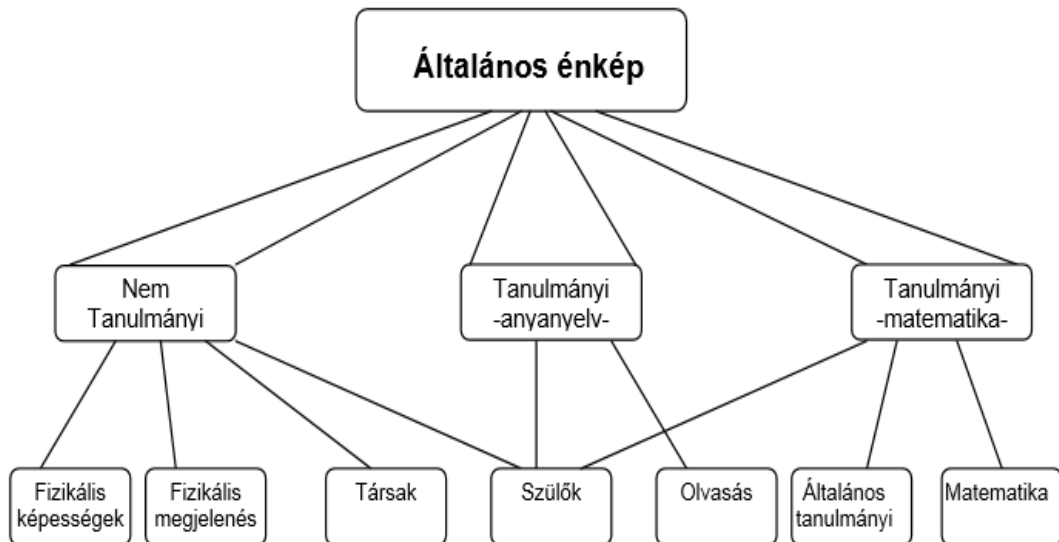 Általános énkép
Nem
Tanulmányi
Tanulmányi
-anyanyelv-
Tanulmányi
-matematika-
Fizikális
képességek
Fizikális
megjelenés
Társak
Szülők
Olvasás
Általános
tanulmányi
Matematika